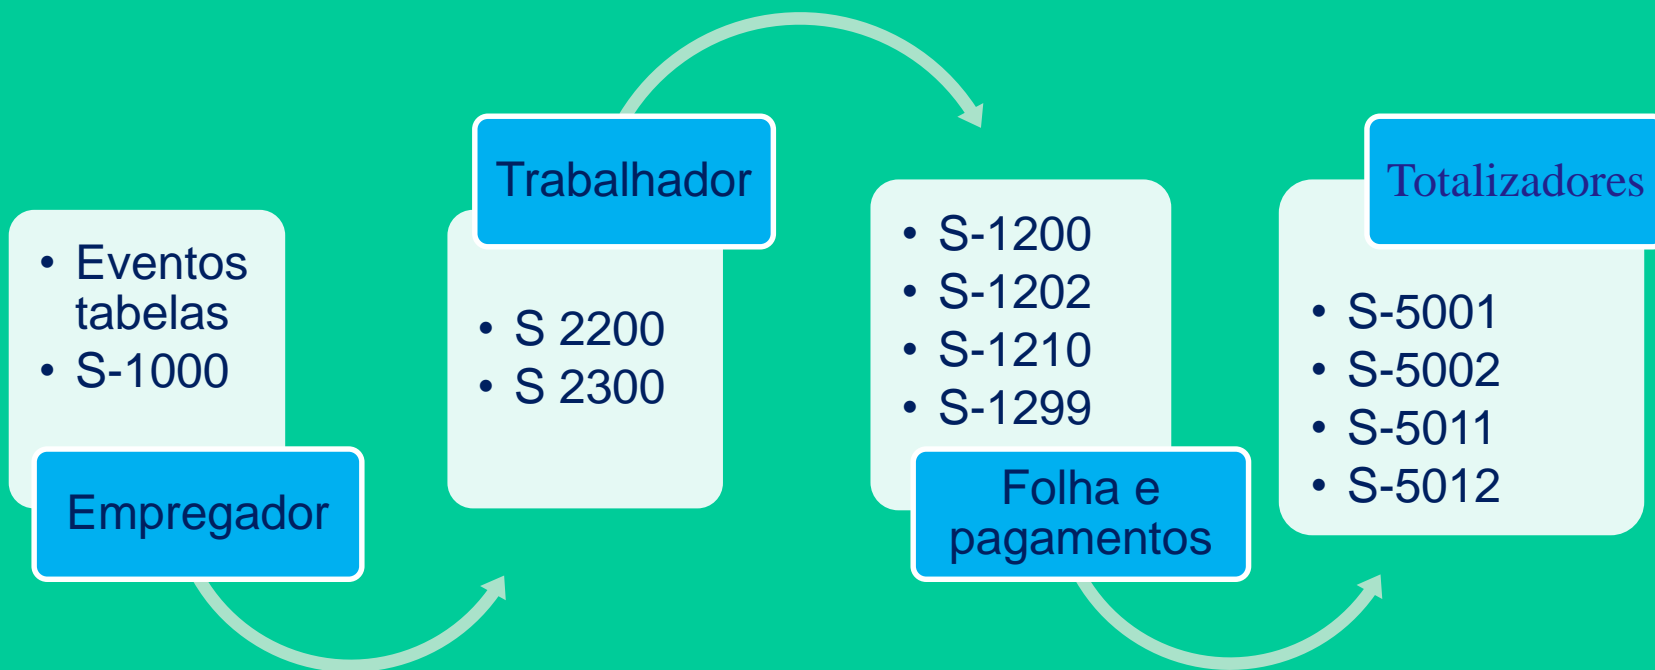 • Eventos
tabelas
• S-1000
Empregador
Trabalhador
• S 2200
• S 2300
• S-1200
• S-1202
• S-1210
• S-1299
Folha e
pagamentos
Totalizadores
• S-5001
• S-5002
• S-5011
• S-5012